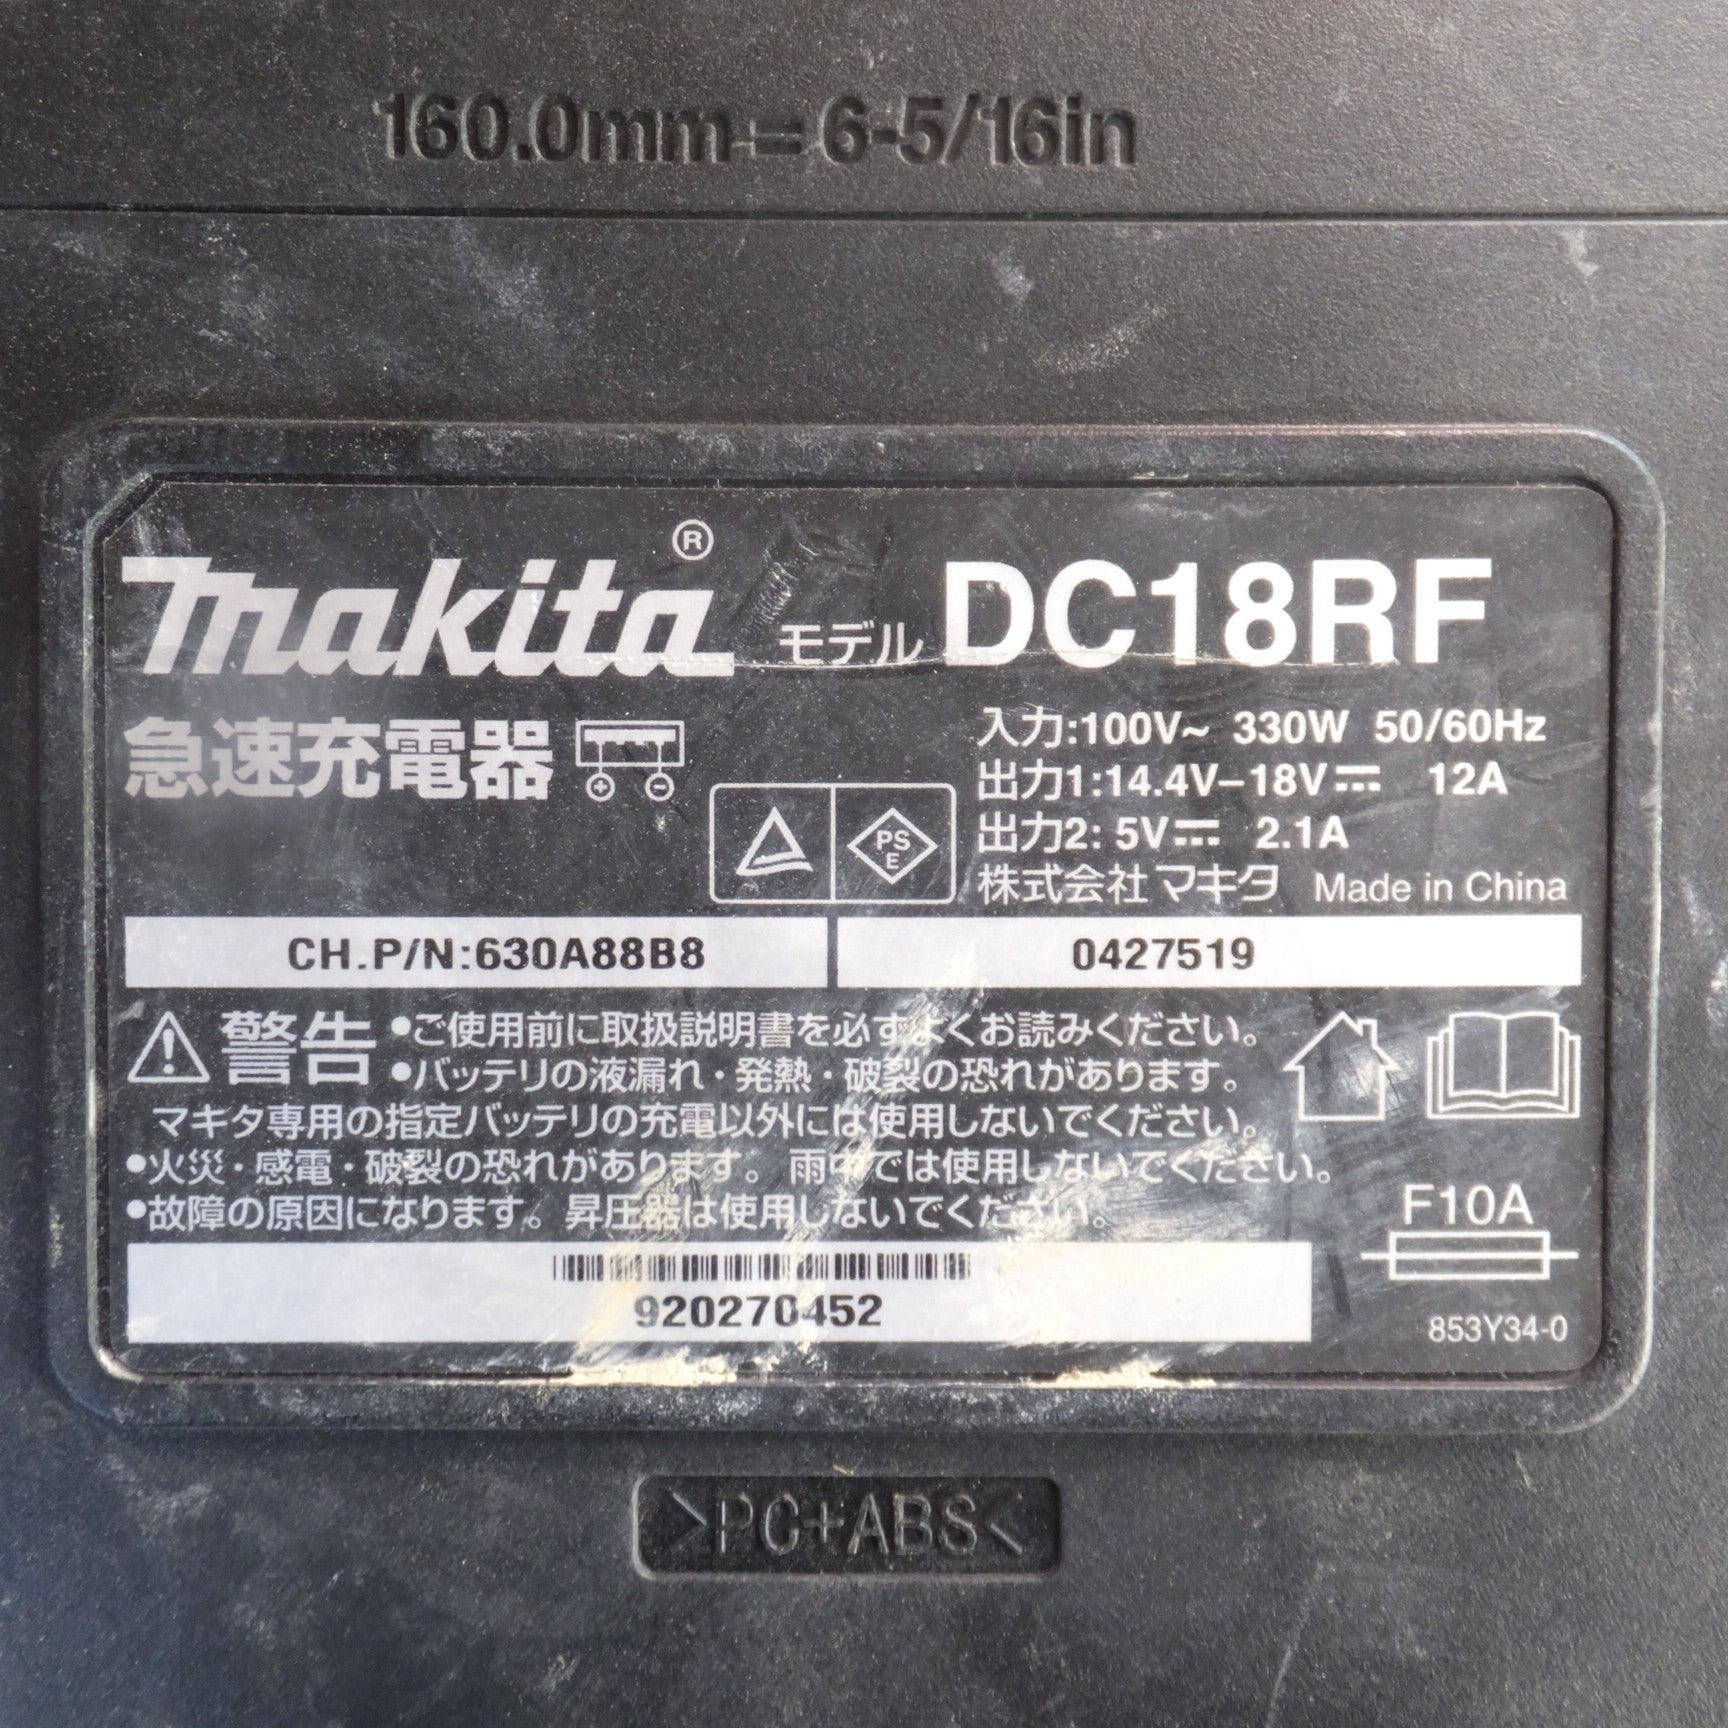 160.0mm=6-5/16in
makita® モデル DC18RF
急速充電器
入力:100V~ 330W 50/60Hz
出力1:14.4V–18V⎓ 12A
出力2: 5V⎓ 2.1A
PS
E
株式会社マキタ Made in China
CH.P/N:630A88B8
0427519
警告 •ご使用前に取扱説明書を必ずよくお読みください。
•バッテリの液漏れ・発熱・破裂の恐れがあります。
マキタ専用の指定バッテリの充電以外には使用しないでください。
•火災・感電・破裂の恐れがあります。雨中では使用しないでください。
•故障の原因になります。昇圧器は使用しないでください。
F10A
920270452
853Y34-0
>PC+ABS<